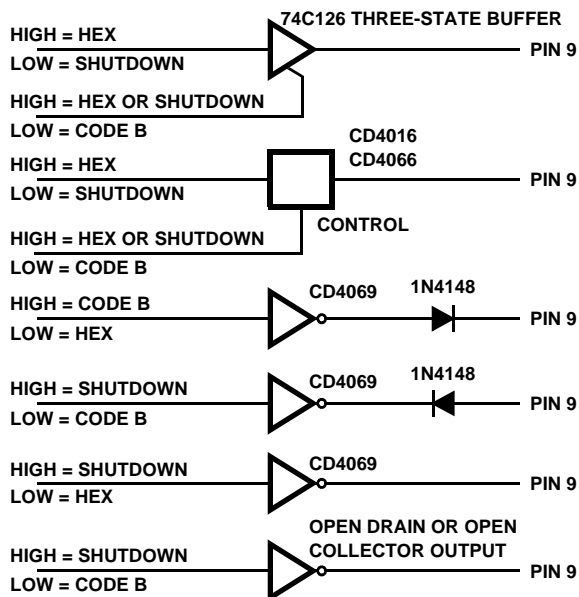 74C126 THREE-STATE BUFFER
HIGH = HEX
LOW = SHUTDOWN
PIN 9
HIGH = HEX OR SHUTDOWN
LOW = CODE B
CD4016
CD4066
HIGH = HEX
LOW = SHUTDOWN
PIN 9
CONTROL
HIGH = HEX OR SHUTDOWN
LOW = CODE B
CD4069
1N4148
HIGH = CODE B
LOW = HEX
PIN 9
CD4069
1N4148
HIGH = SHUTDOWN
LOW = CODE B
PIN 9
CD4069
HIGH = SHUTDOWN
LOW = HEX
PIN 9
OPEN DRAIN OR OPEN
COLLECTOR OUTPUT
HIGH = SHUTDOWN
LOW = CODE B
PIN 9